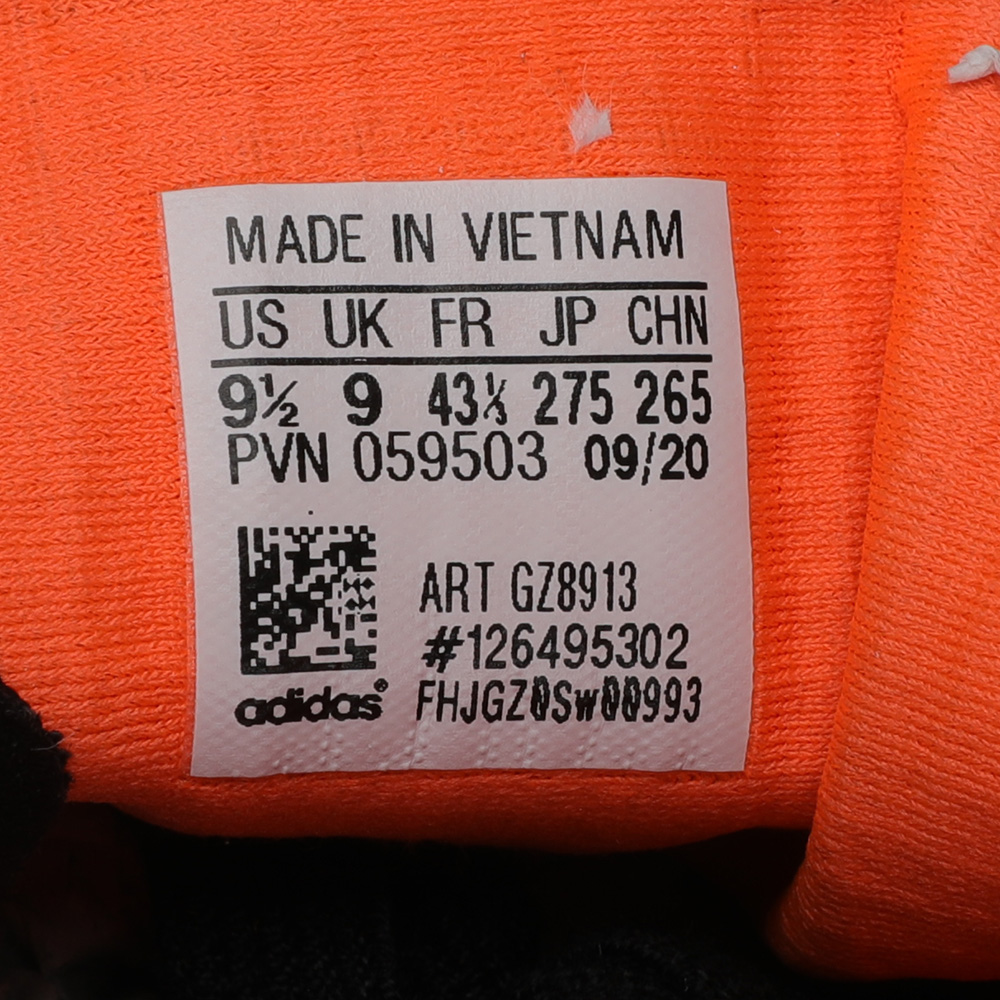 MADE IN VIETNAM
US UK FR JP CHN
9½ 9 43⅓ 275 265
PVN 059503 09/20
ART GZ8913
#126495302
adidas® FHJGZ0Sw00993